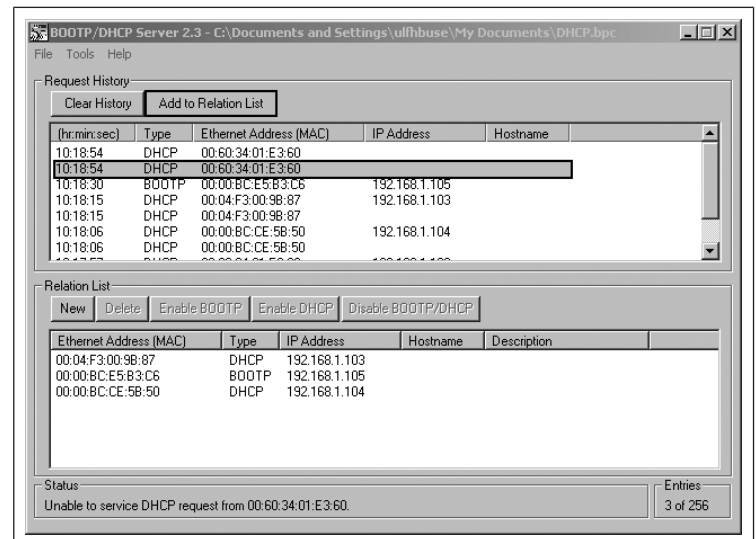 BOOTP/DHCP Server 2.3 - C:\Documents and Settings\ulfhbuse\My Documents\DHCP.bpc
File Tools Help
Request History
Clear History Add to Relation List
(hr:min:sec) Type Ethernet Address (MAC) IP Address Hostname
10:18:54 DHCP 00:60:34:01:E3:60
10:18:54 DHCP 00:60:34:01:E3:60
10:18:30 BOOTP 00:00:BC:E5:B3:C6 192.168.1.105
10:18:15 DHCP 00:04:F3:00:9B:87 192.168.1.103
10:18:15 DHCP 00:04:F3:00:9B:87
10:18:06 DHCP 00:00:BC:CE:5B:50 192.168.1.104
10:18:06 DHCP 00:00:BC:CE:5B:50
Relation List
New Delete Enable BOOTP Enable DHCP Disable BOOTP/DHCP
Ethernet Address (MAC) Type IP Address Hostname Description
00:04:F3:00:9B:87 DHCP 192.168.1.103
00:00:BC:E5:B3:C6 BOOTP 192.168.1.105
00:00:BC:CE:5B:50 DHCP 192.168.1.104
Status
Unable to service DHCP request from 00:60:34:01:E3:60.
Entries
3 of 256